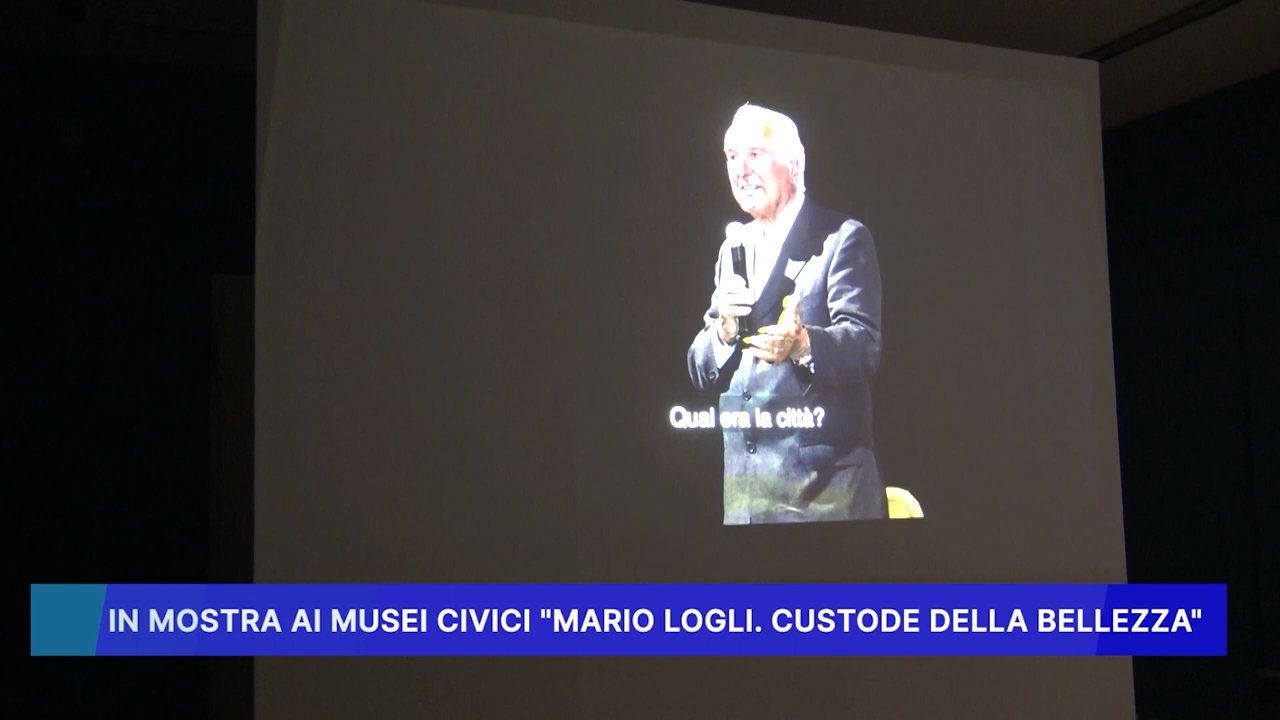 Qual era la città?
IN MOSTRA AI MUSEI CIVICI "MARIO LOGLI. CUSTODE DELLA BELLEZZA"